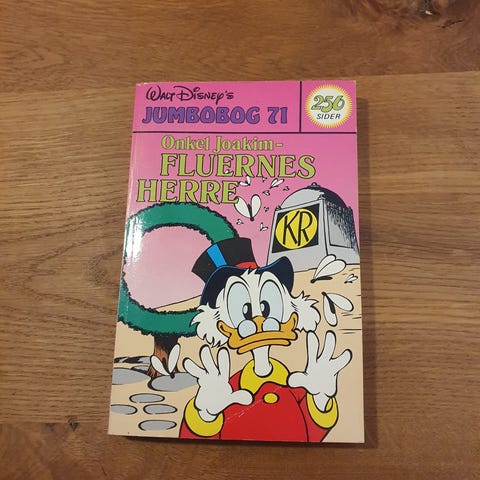 Walt Disney's
JUMBOBOG 71
256
SIDER
Onkel Joakim-
FLUERNES
HERRE
KR